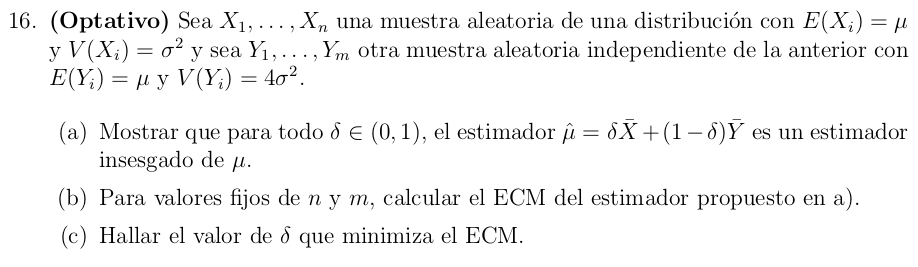 16. (Optativo) Sea $X_1, \ldots, X_n$ una muestra aleatoria de una distribución con $E(X_i) = \mu$
y $V(X_i) = \sigma^2$ y sea $Y_1, \ldots, Y_m$ otra muestra aleatoria independiente de la anterior con
$E(Y_i) = \mu$ y $V(Y_i) = 4\sigma^2$.
(a) Mostrar que para todo $\delta \in (0, 1)$, el estimador $\hat{\mu} = \delta \bar{X} + (1 - \delta) \bar{Y}$ es un estimador
insesgado de $\mu$.
(b) Para valores fijos de $n$ y $m$, calcular el ECM del estimador propuesto en a).
(c) Hallar el valor de $\delta$ que minimiza el ECM.